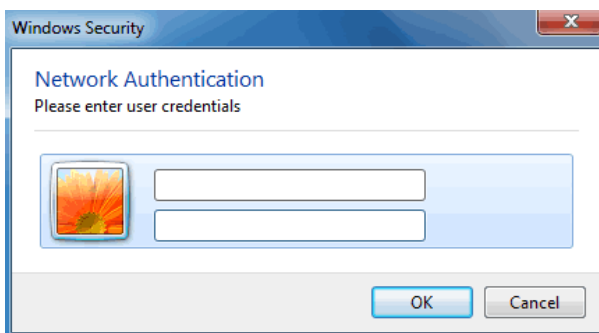 Windows Security
Network Authentication
Please enter user credentials
OK
Cancel